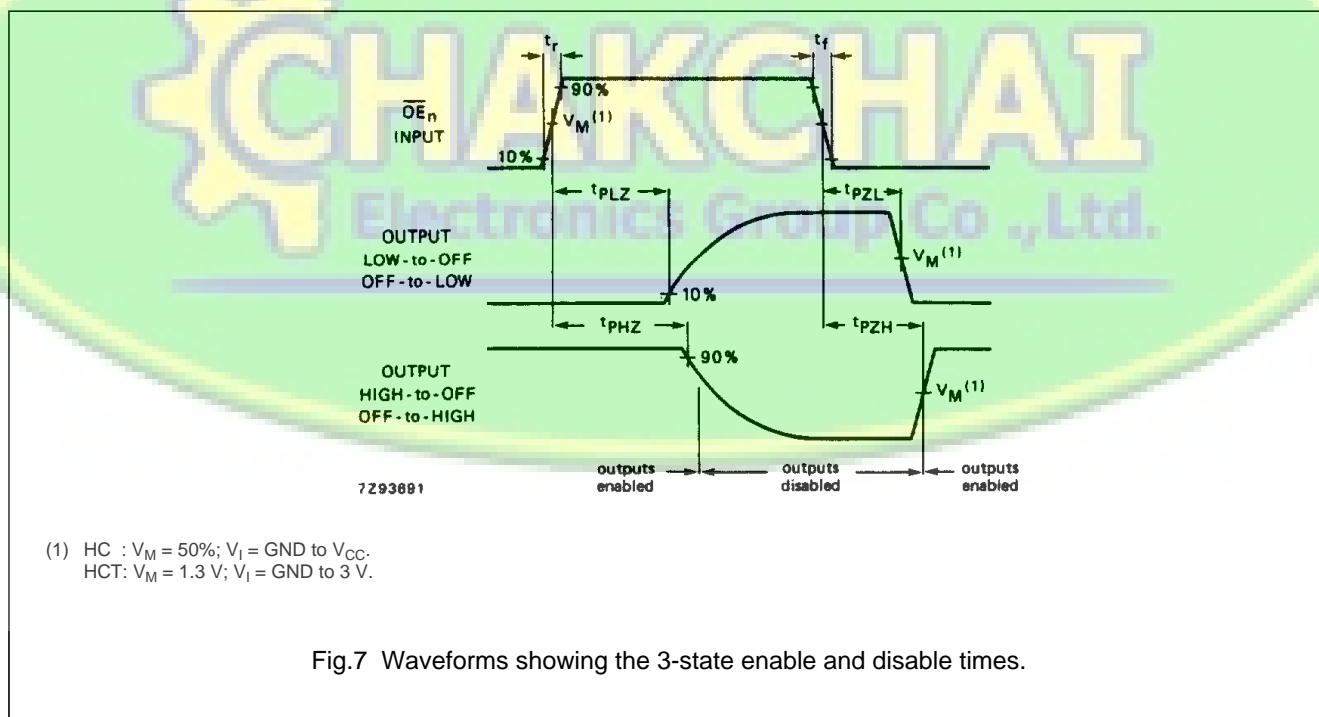 CHAKCHAI
Electronics Group Co .,Ltd.
tr
tf
90%
OEn
INPUT
VM(1)
10%
tPLZ
tPZL
OUTPUT
LOW-to-OFF
OFF-to-LOW
VM(1)
10%
tPHZ
tPZH
90%
OUTPUT
HIGH-to-OFF
OFF-to-HIGH
VM(1)
outputs enabled
outputs disabled
outputs enabled
7Z93691
(1) HC : VM = 50%; VI = GND to VCC.
HCT: VM = 1.3 V; VI = GND to 3 V.
Fig.7 Waveforms showing the 3-state enable and disable times.